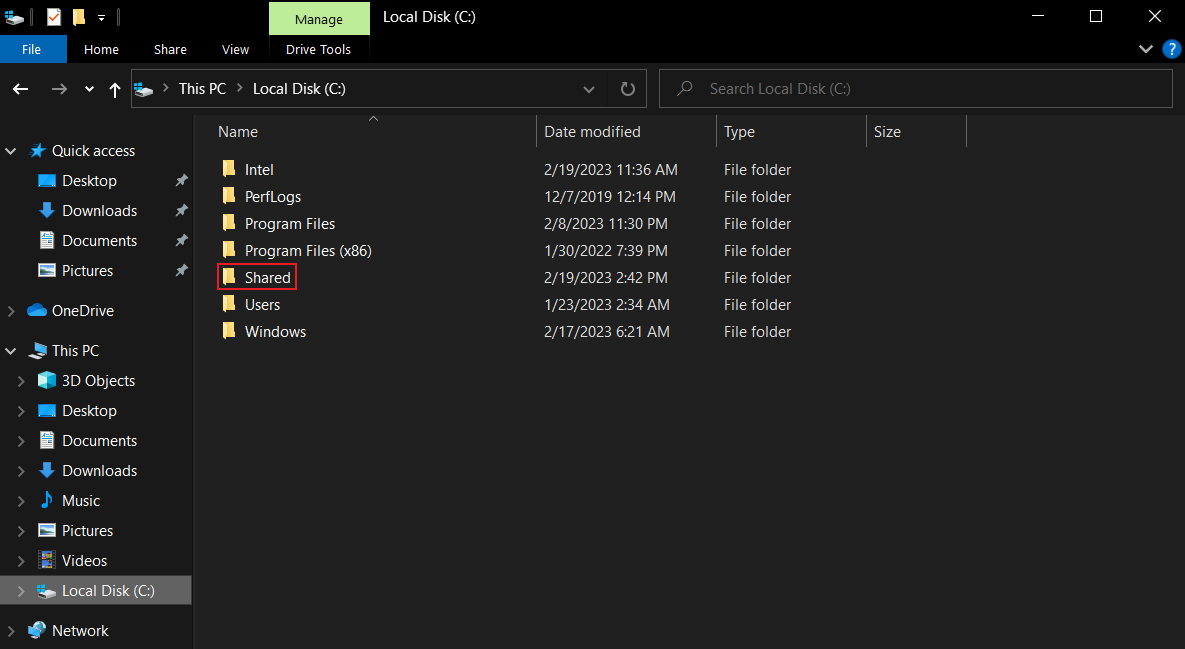 Manage
Local Disk (C:)
File
Home
Share
View
Drive Tools
?
This PC
Local Disk (C:)
Search Local Disk (C:)
Name
Date modified
Type
Size
Quick access
Desktop
Downloads
Documents
Pictures
OneDrive
This PC
3D Objects
Desktop
Documents
Downloads
Music
Pictures
Videos
Local Disk (C:)
Network
Intel 2/19/2023 11:36 AM File folder
PerfLogs 12/7/2019 12:14 PM File folder
Program Files 2/8/2023 11:30 PM File folder
Program Files (x86) 1/30/2022 7:39 PM File folder
Shared 2/19/2023 2:42 PM File folder
Users 1/23/2023 2:34 AM File folder
Windows 2/17/2023 6:21 AM File folder